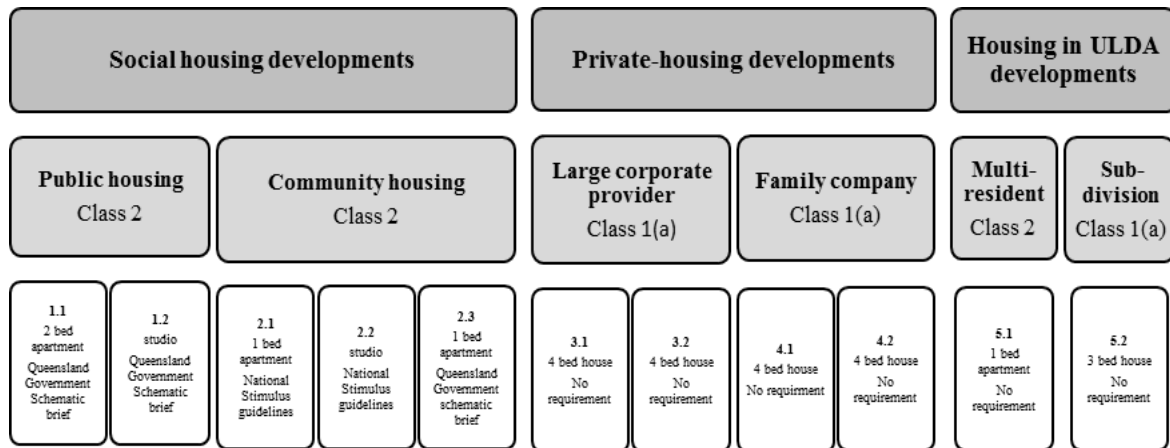 Social housing developments
Private-housing developments
Housing in ULDA
developments
Public housing
Class 2
Community housing
Class 2
Large corporate
provider
Class 1(a)
Family company
Class 1(a)
Multi-
resident
Class 2
Sub-
division
Class 1(a)
1.1
2 bed
apartment
Queensland
Government
Schematic
brief
1.2
studio
Queensland
Government
Schematic
brief
2.1
1 bed
apartment
National
Stimulus
guidelines
2.2
studio
National
Stimulus
guidelines
2.3
1 bed
apartment
Queensland
Government
schematic
brief
3.1
4 bed house
No
requirement
3.2
4 bed house
No
requirement
4.1
4 bed house
No requirment
4.2
4 bed house
No
requirement
5.1
1 bed
apartment
No
requirement
5.2
3 bed house
No
requirement